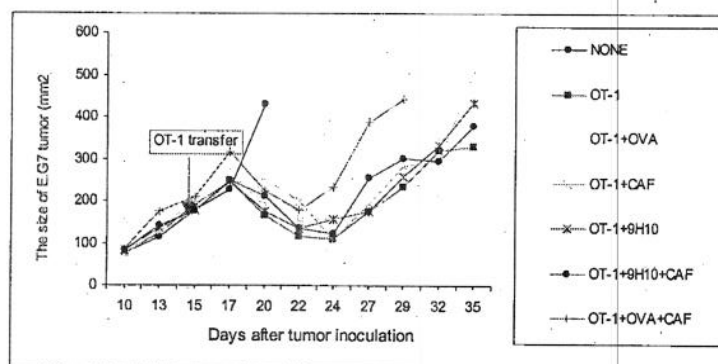 600
500
400
300
200
100
0
The size of E.G7 tumor (mm2
OT-1 transfer
10 13 15 17 20 22 24 27 29 32 35
Days after tumor inoculation
NONE
OT-1
OT-1+OVA
OT-1+CAF
OT-1+9H10
OT-1+9H10+CAF
OT-1+OVA+CAF